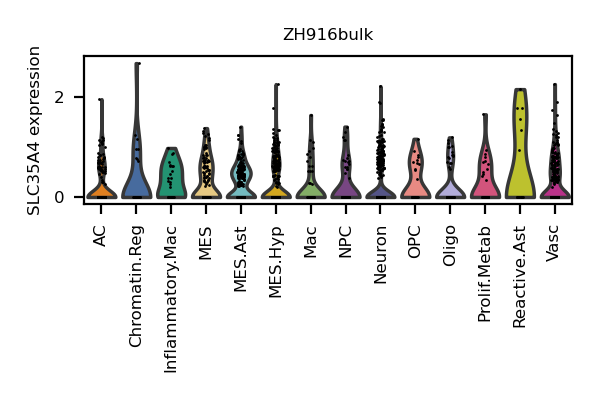 ZH916bulk
SLC35A4 expression
2
0
AC
Chromatin.Reg
Inflammatory.Mac
MES
MES.Ast
MES.Hyp
Mac
NPC
Neuron
OPC
Oligo
Prolif.Metab
Reactive.Ast
Vasc